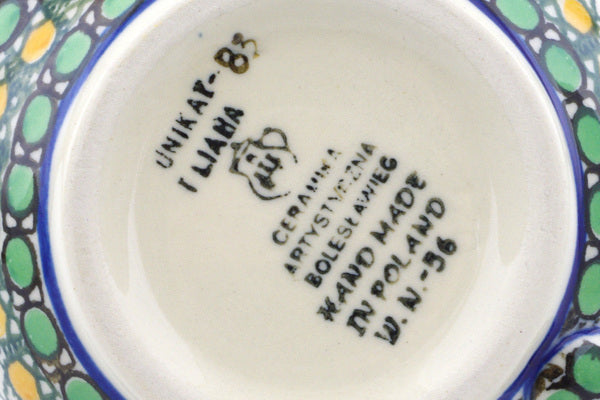 UNIKAT-83
I LIANA
CERAMIKA
ARTYSTYCZNA
BOLESŁAWIEC
HAND MADE
IN POLAND
W.N.-56